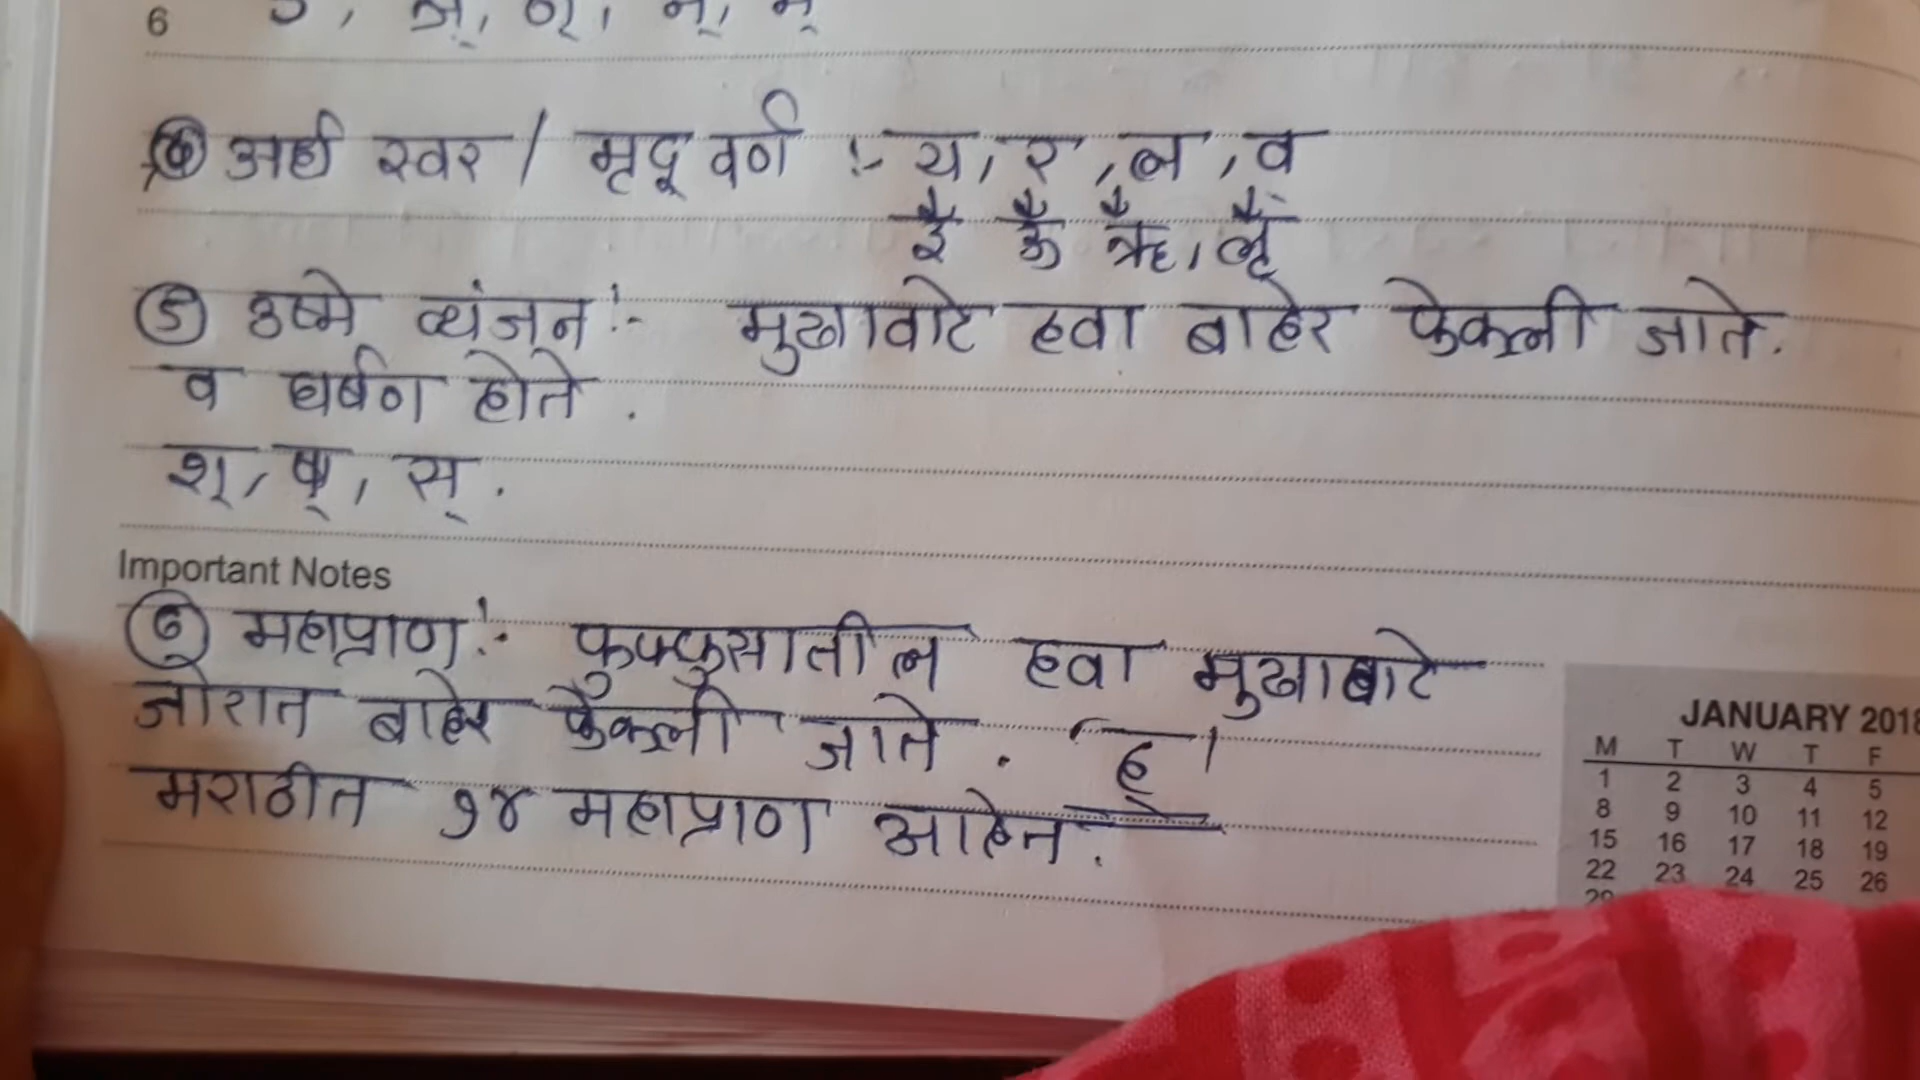 6 ङ, ञ्, ण्, न्, म्
④ अर्ध स्वर / मृदू वर्ण :- य, र, ल, व
ई ऊ ऋ, लृ
⑤ उष्मे व्यंजन :- मुखावाटे हवा बाहेर फेकली जाते.
व घर्षण होते.
श्, ष्, स्.
Important Notes
⑥ महाप्राण :- फुफ्फुसातील हवा मुखावाटे
जोरात बाहेर फेकली जाते. ह्।
मराठीत १४ महाप्राण आहेत.
JANUARY 2018
M T W T F
1 2 3 4 5
8 9 10 11 12
15 16 17 18 19
22 23 24 25 26
29